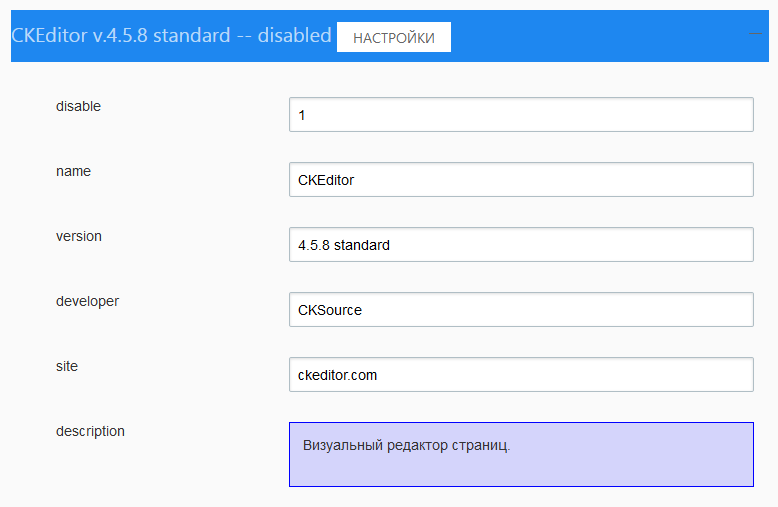 CKEditor v.4.5.8 standard -- disabled НАСТРОЙКИ
disable 1
name CKEditor
version 4.5.8 standard
developer CKSource
site ckeditor.com
description Визуальный редактор страниц.